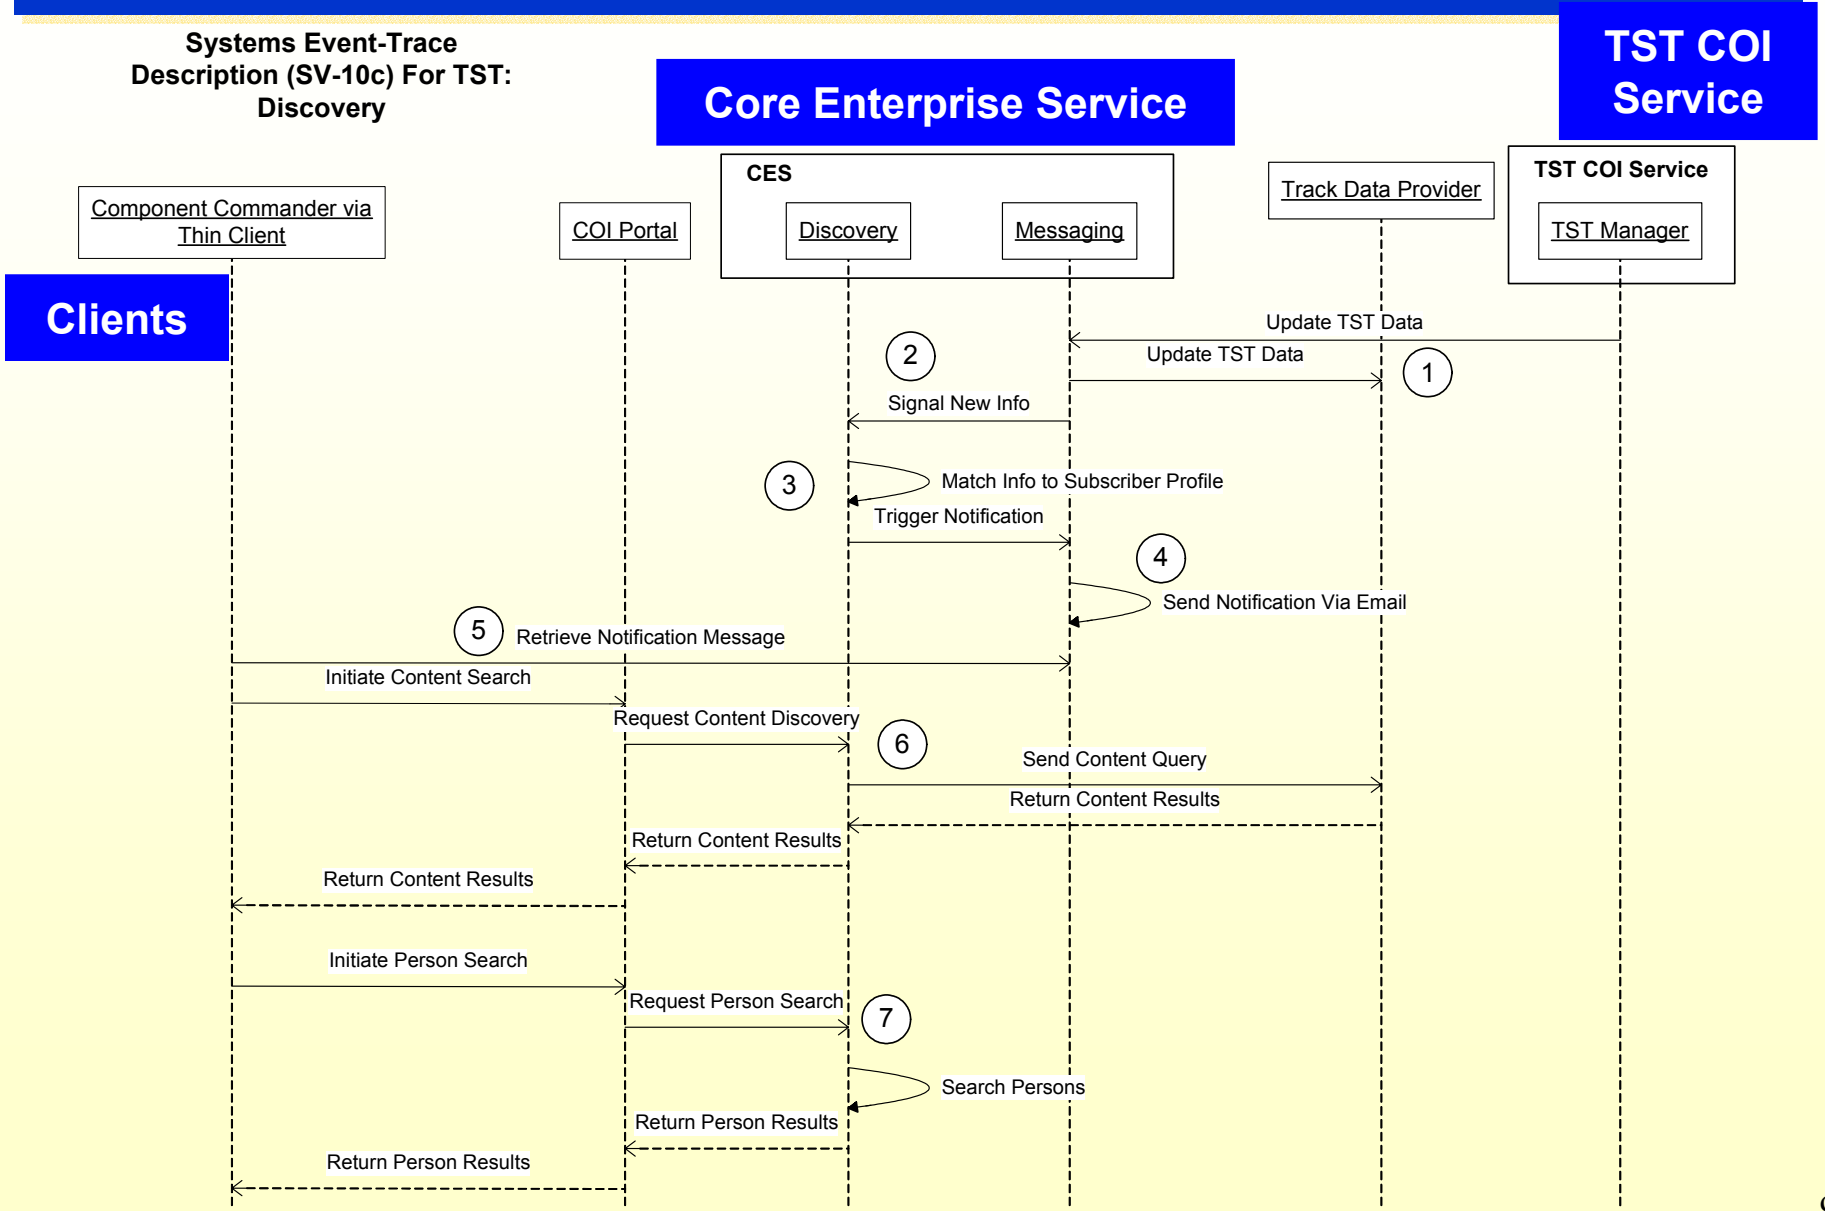 Systems Event-Trace
Description (SV-10c) For TST:
Discovery
Core Enterprise Service
TST COI
Service
Clients
CES
TST COI Service
Component Commander via
Thin Client
COI Portal
Discovery
Messaging
Track Data Provider
TST Manager
Update TST Data
Update TST Data
1
2
Signal New Info
3
Match Info to Subscriber Profile
Trigger Notification
4
Send Notification Via Email
5
Retrieve Notification Message
Initiate Content Search
Request Content Discovery
6
Send Content Query
Return Content Results
Return Content Results
Return Content Results
Initiate Person Search
Request Person Search
7
Search Persons
Return Person Results
Return Person Results